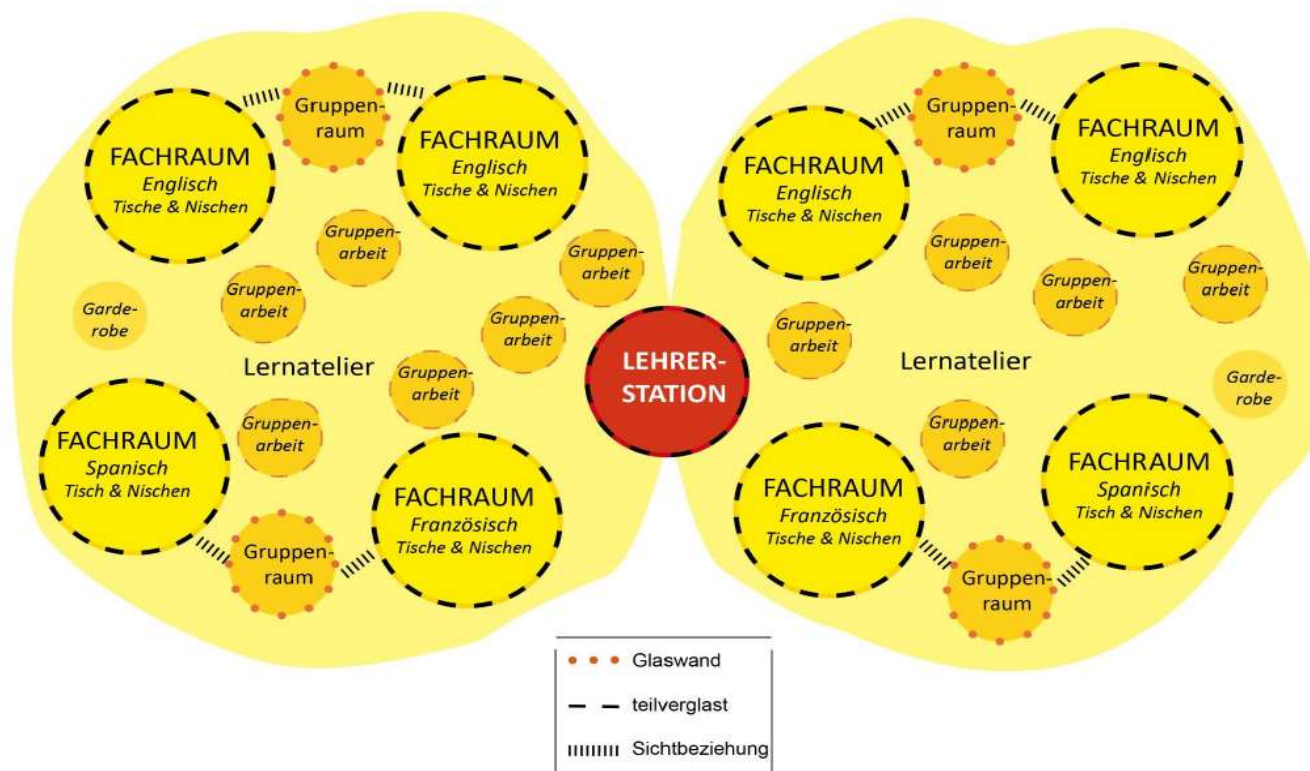 Gruppen-
raum
FACHRAUM
Englisch
Tische & Nischen
FACHRAUM
Englisch
Tische & Nischen
Gruppen-
arbeit
Gruppen-
arbeit
Gruppen-
arbeit
Gruppen-
arbeit
Garde-
robe
Lernatelier
Gruppen-
arbeit
Gruppen-
arbeit
FACHRAUM
Spanisch
Tisch & Nischen
FACHRAUM
Französisch
Tische & Nischen
Gruppen-
raum
LEHRER-
STATION
Gruppen-
raum
FACHRAUM
Englisch
Tische & Nischen
FACHRAUM
Englisch
Tische & Nischen
Gruppen-
arbeit
Gruppen-
arbeit
Gruppen-
arbeit
Gruppen-
arbeit
Lernatelier
Garde-
robe
Gruppen-
arbeit
FACHRAUM
Französisch
Tische & Nischen
FACHRAUM
Spanisch
Tisch & Nischen
Gruppen-
raum
Glaswand
teilverglast
Sichtbeziehung